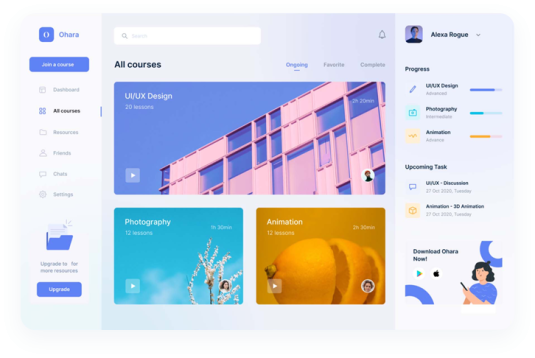 Ohara
Join a course
Dashboard
All courses
Resources
Friends
Chats
Settings
Upgrade to for
more resources
Upgrade
Search
All courses
Ongoing
Favorite
Complete
UI/UX Design
20 lessons
2h 20min
Photography
12 lessons
1h 30min
Animation
12 lessons
2h 30min
Alexa Rogue
Progress
UI/UX Design
Advanced
Photography
Intermediate
Animation
Advance
Upcoming Task
UI/UX - Discussion
27 Oct 2020, Tuesday
Animation - 3D Animation
27 Oct 2020, Tuesday
Download Ohara
Now!